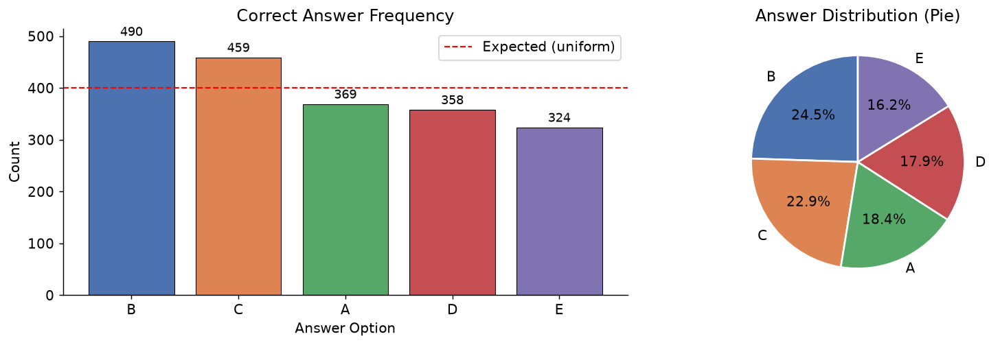 Correct Answer Frequency
500
400
300
200
100
0
Count
490
459
369
358
324
Expected (uniform)
B
C
A
D
E
Answer Option
Answer Distribution (Pie)
B
24.5%
C
22.9%
A
18.4%
D
17.9%
E
16.2%